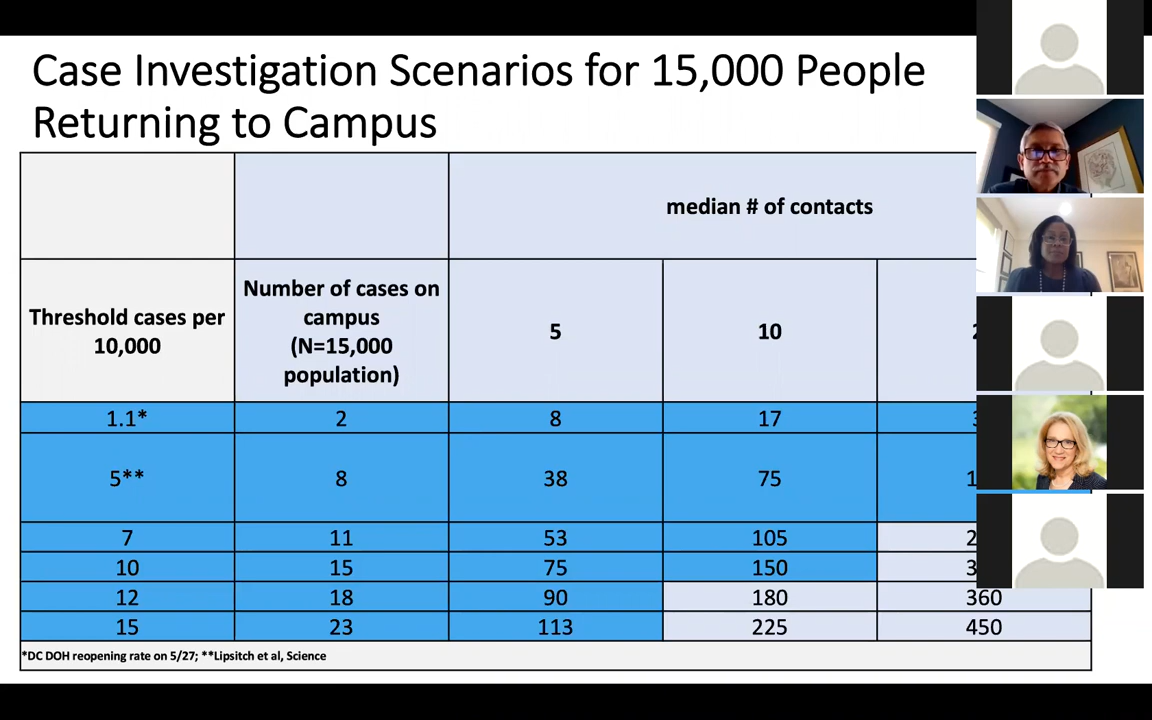 Case Investigation Scenarios for 15,000 People
Returning to Campus
median # of contacts
Threshold cases per
10,000
Number of cases on
campus
(N=15,000
population)
5
10
1.1* 2 8 17
5** 8 38 75
7 11 53 105
10 15 75 150
12 18 90 180 360
15 23 113 225 450
*DC DOH reopening rate on 5/27; **Lipsitch et al, Science